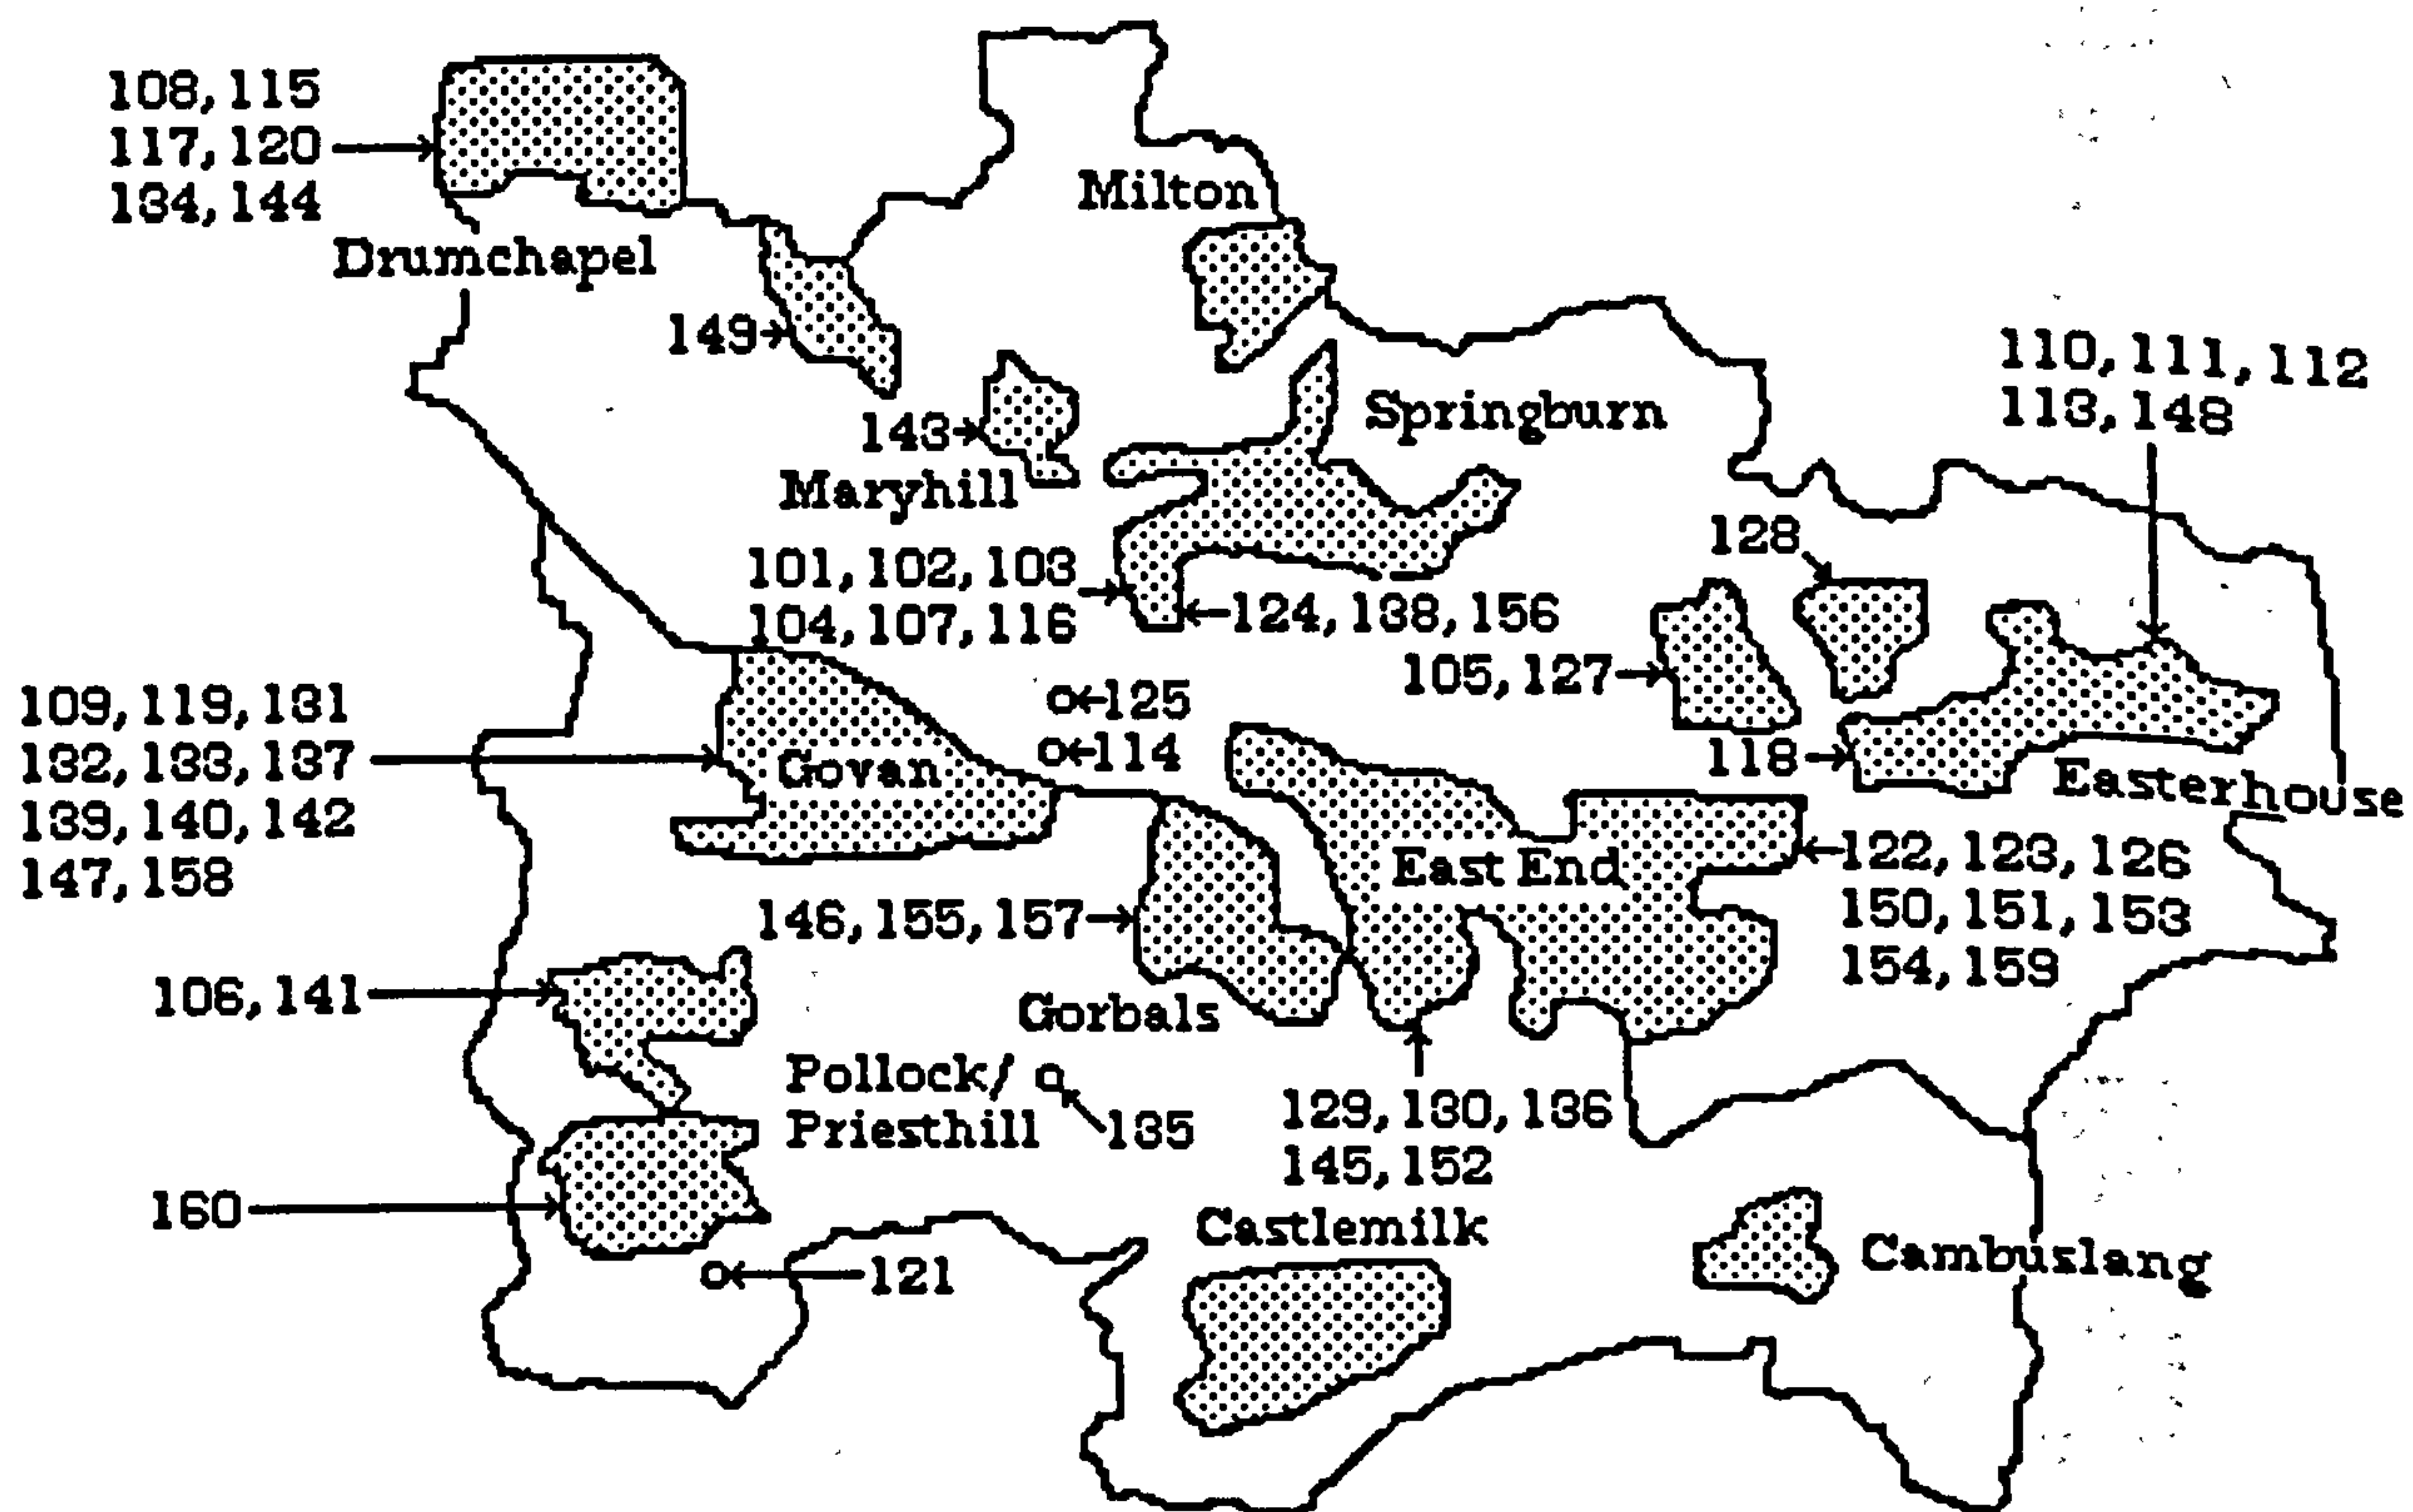 108, 115
117, 120
134, 144
Drumchapel
Milton
149
143
Maryhill
Springburn
110, 111, 112
113, 148
128
101, 102, 103
104, 107, 116
124, 138, 156
105, 127
125
114
118
Easterhouse
109, 119, 131
132, 133, 137
139, 140, 142
147, 158
Govan
East End
122, 123, 126
150, 151, 153
154, 159
146, 155, 157
106, 141
Gorbals
Pollock/
Priesthill
135
129, 130, 136
145, 152
160
Castlemilk
Cambuslang
121